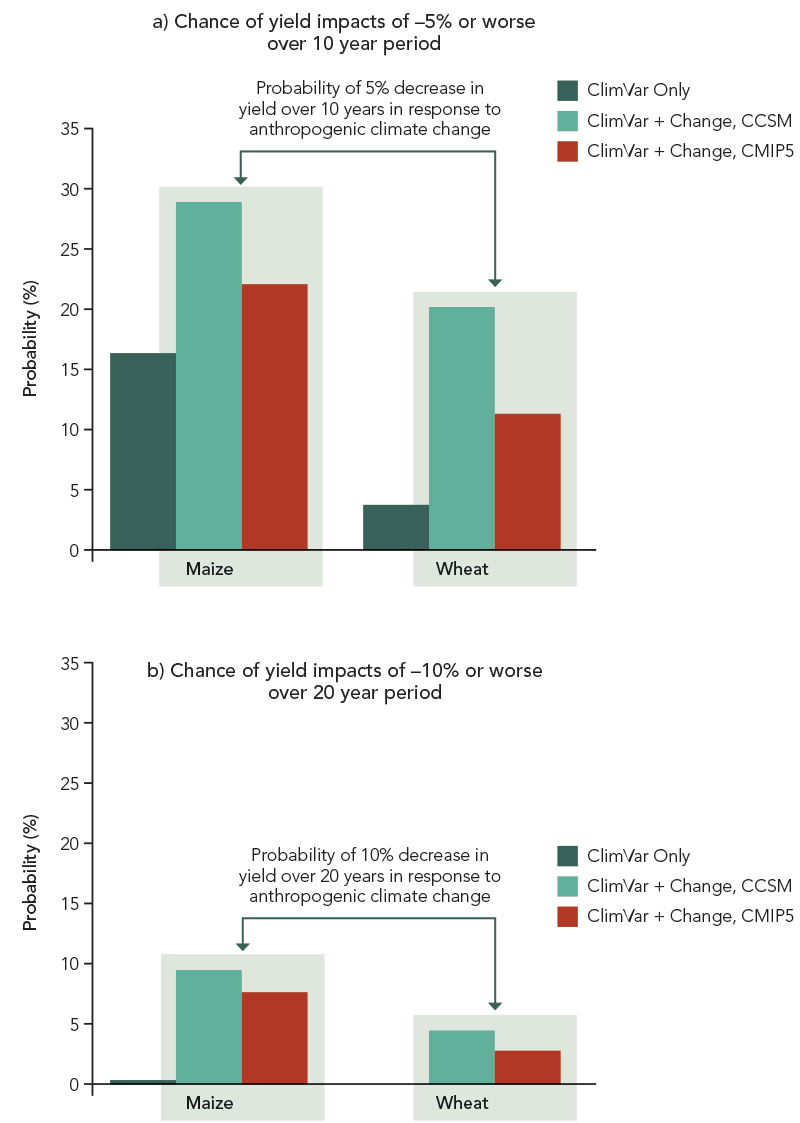 a) Chance of yield impacts of –5% or worse
over 10 year period
Probability of 5% decrease in
yield over 10 years in response to
anthropogenic climate change
ClimVar Only
ClimVar + Change, CCSM
ClimVar + Change, CMIP5
Probability (%)
35
30
25
20
15
10
5
0
Maize
Wheat
b) Chance of yield impacts of –10% or worse
over 20 year period
Probability of 10% decrease in
yield over 20 years in response to
anthropogenic climate change
ClimVar Only
ClimVar + Change, CCSM
ClimVar + Change, CMIP5
Probability (%)
35
30
25
20
15
10
5
0
Maize
Wheat